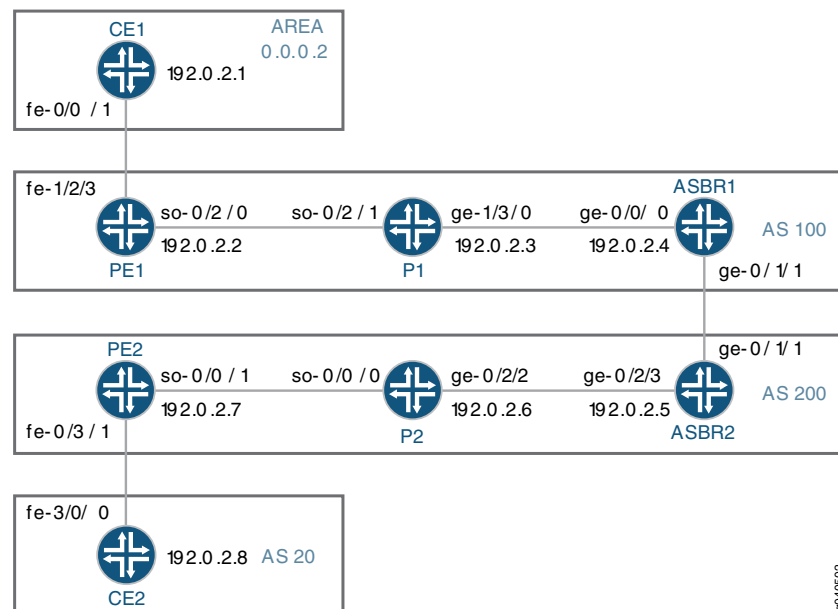 CE1
AREA
0.0.0.2
192.0.2.1
fe-0/0 / 1
fe-1/2/3
ASBR1
so-0/2 / 0
so-0/2 / 1
ge-1/3/ 0
ge-0/0/ 0
AS 100
192.0.2.2
192.0.2.3
192.0.2.4
PE1
P1
ge-0/ 1/ 1
PE2
ge-0/ 1/ 1
so-0/0 / 1
so-0/0 /0
ge-0/2/2
ge-0/2/3
AS 200
192.0.2.7
192.0.2.6
192.0.2.5
fe-0/3 / 1
P2
ASBR2
fe-3/0/ 0
192.0.2.8
AS 20
CE2